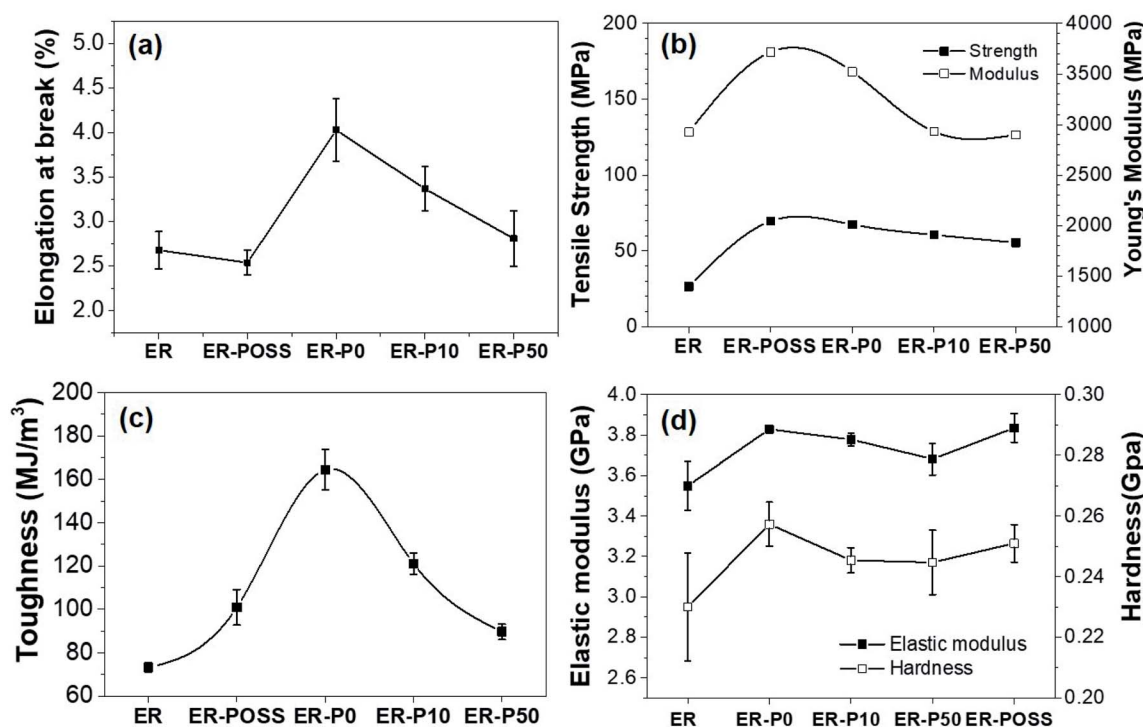 (a)
Elongation at break (%)
5.0
4.5
4.0
3.5
3.0
2.5
2.0
ER ER-POSS ER-P0 ER-P10 ER-P50
(b)
Tensile Strength (MPa)
200
150
100
50
0
Strength
Modulus
Young's Modulus (MPa)
4000
3500
3000
2500
2000
1500
1000
ER ER-POSS ER-P0 ER-P10 ER-P50
(c)
Toughness (MJ/m³)
200
180
160
140
120
100
80
60
ER ER-POSS ER-P0 ER-P10 ER-P50
(d)
Elastic modulus (GPa)
4.0
3.8
3.6
3.4
3.2
3.0
2.8
2.6
Elastic modulus
Hardness
Hardness(Gpa)
0.30
0.28
0.26
0.24
0.22
0.20
ER ER-P0 ER-P10 ER-P50 ER-POSS